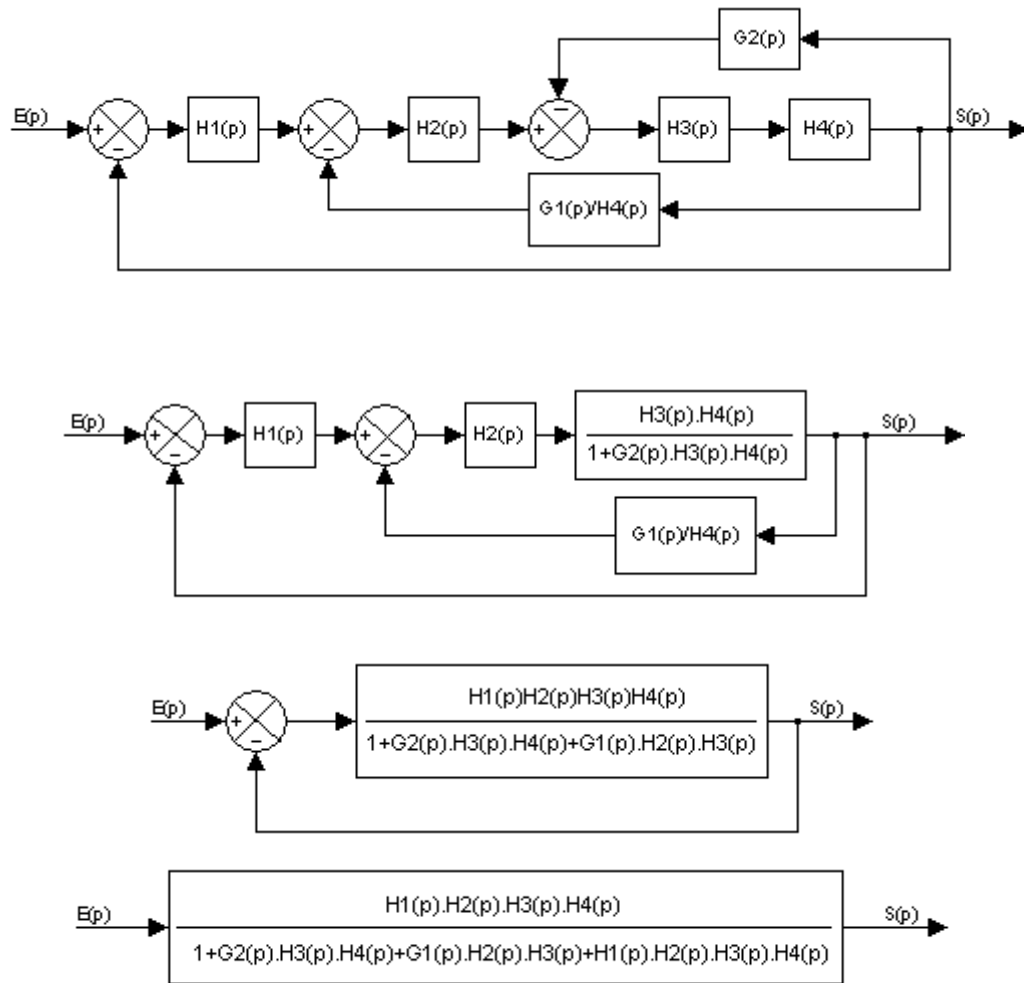 G2(p)
E(p)
+
−
H1(p)
+
−
H2(p)
+
−
H3(p)
H4(p)
S(p)
G1(p)/H4(p)
E(p)
+
−
H1(p)
+
−
H2(p)
H3(p).H4(p)
1+G2(p).H3(p).H4(p)
S(p)
G1(p)/H4(p)
E(p)
+
−
H1(p)H2(p)H3(p)H4(p)
1+G2(p).H3(p).H4(p)+G1(p).H2(p).H3(p)
S(p)
E(p)
H1(p).H2(p).H3(p).H4(p)
1+G2(p).H3(p).H4(p)+G1(p).H2(p).H3(p)+H1(p).H2(p).H3(p).H4(p)
S(p)